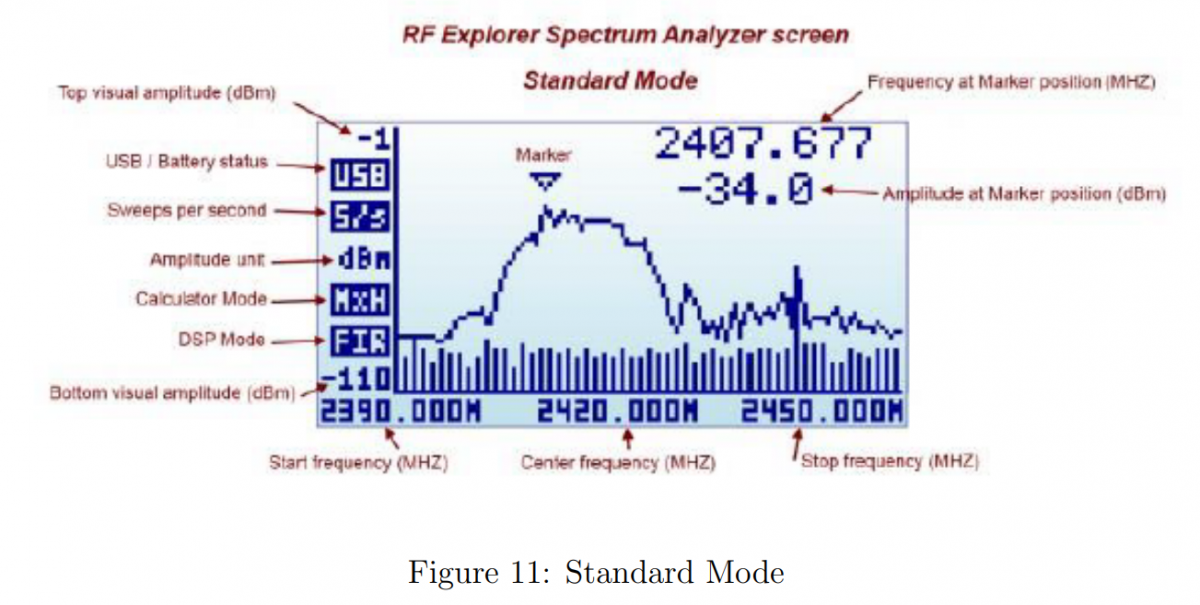 RF Explorer Spectrum Analyzer screen
Standard Mode
Top visual amplitude (dBm)
Frequency at Marker position (MHZ)
-1
2407.677
USB / Battery status
USB
Marker
-34.0
Amplitude at Marker position (dBm)
Sweeps per second
S/s
Amplitude unit
dBm
Calculator Mode
MxH
DSP Mode
FIR
Bottom visual amplitude (dBm)
-110
2390.000M
2420.000M
2450.000M
Start frequency (MHZ)
Center frequency (MHZ)
Stop frequency (MHZ)
Figure 11: Standard Mode